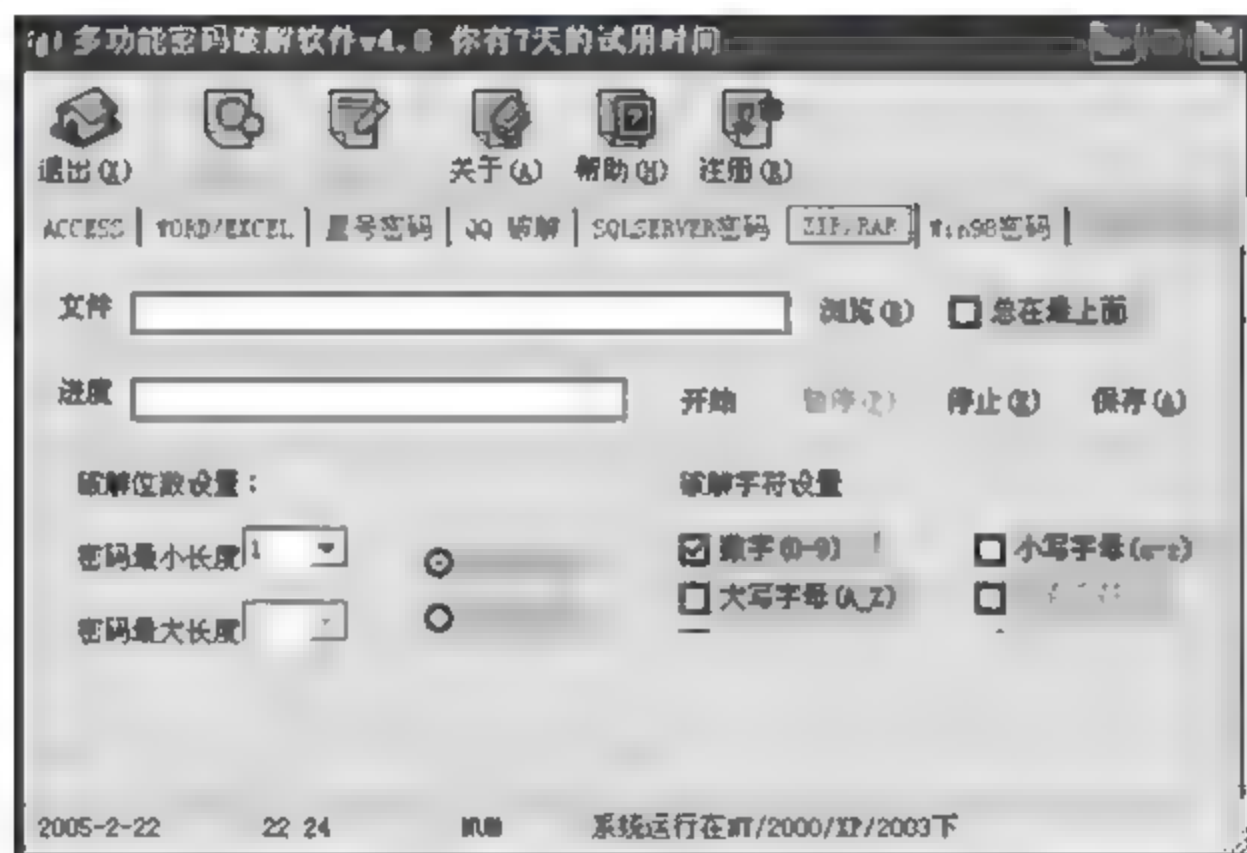 多功能密码破解软件v4.0 你有7天的试用时间
退出(X) 关于(A) 帮助(H) 注册(R)
ACCESS WORD/EXCEL 星号密码 QQ 破解 SQLSERVER密码 ZIP,RAR Win98密码
文件 浏览(B) 总在最上面
进度 开始 暂停(Z) 停止(X) 保存(A)
破解位数设置： 破解字符设置
密码最小长度 1 数字(0-9) 小写字母(a-z)
大写字母(A_Z)
密码最大长度
2005-2-22 22 24 NUM 系统运行在NT/2000/XP/2003下